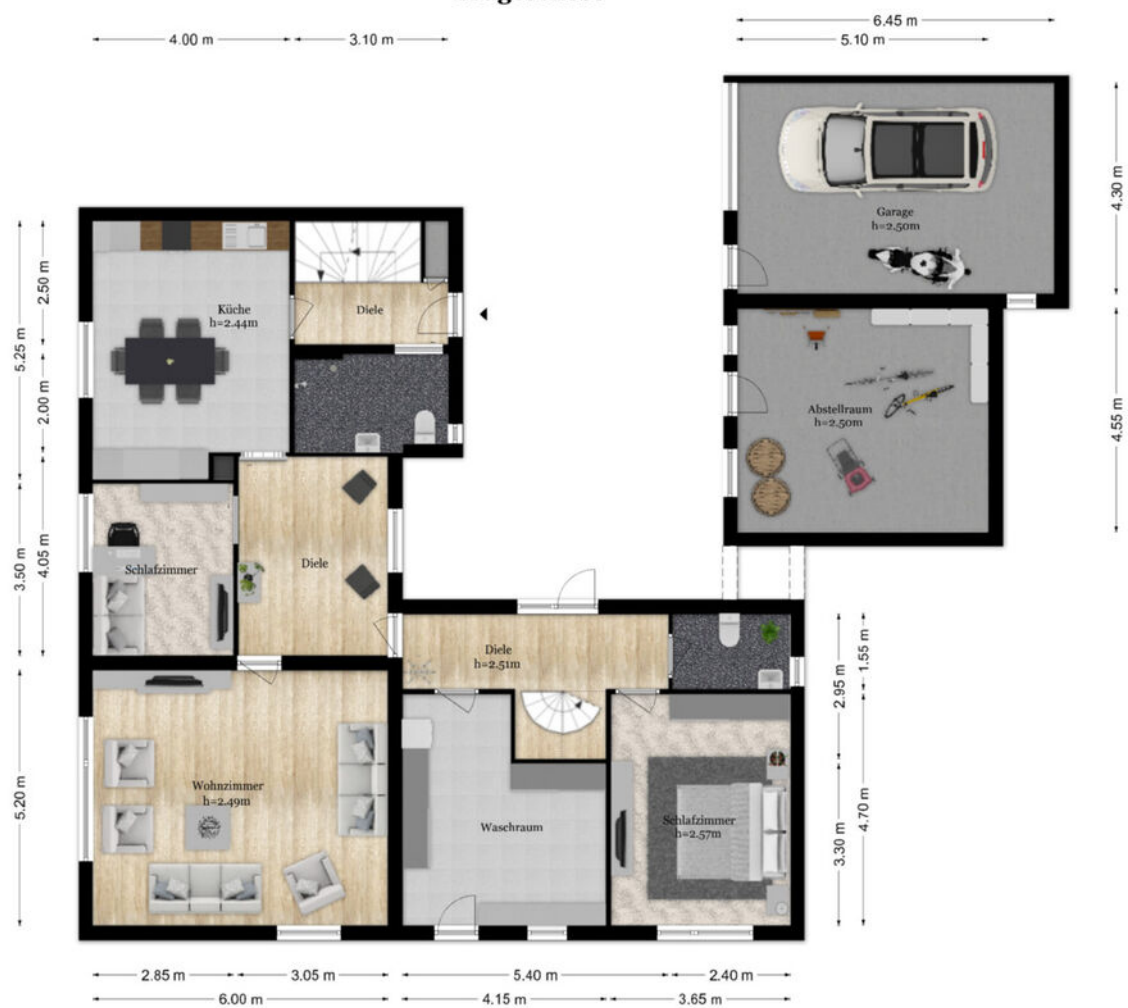 6.45 m
4.00 m
3.10 m
5.10 m
4.30 m
Garage
h=2.50m
2.50 m
5.25 m
Küche
h=2.44m
Diele
2.00 m
Abstellraum
h=2.50m
4.55 m
3.50 m
4.05 m
Schlafzimmer
Diele
Diele
h=2.51m
1.55 m
2.95 m
5.20 m
Wohnzimmer
h=2.49m
Waschraum
Schlafzimmer
h=2.57m
4.70 m
3.30 m
2.85 m
3.05 m
5.40 m
2.40 m
6.00 m
4.15 m
3.65 m